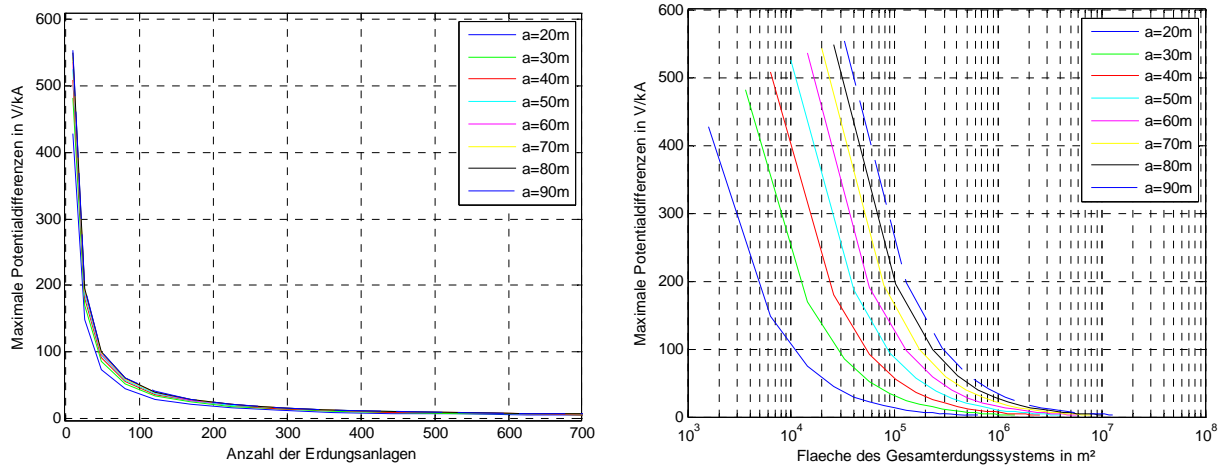 600
500
400
300
200
100
0
0 100 200 300 400 500 600 700
Maximale Potentialdifferenzen in V/kA
Anzahl der Erdungsanlagen
a=20m
a=30m
a=40m
a=50m
a=60m
a=70m
a=80m
a=90m
600
500
400
300
200
100
0
10³ 10⁴ 10⁵ 10⁶ 10⁷ 10⁸
Maximale Potentialdifferenzen in V/kA
Flaeche des Gesamterdungssystems in m²
a=20m
a=30m
a=40m
a=50m
a=60m
a=70m
a=80m
a=90m